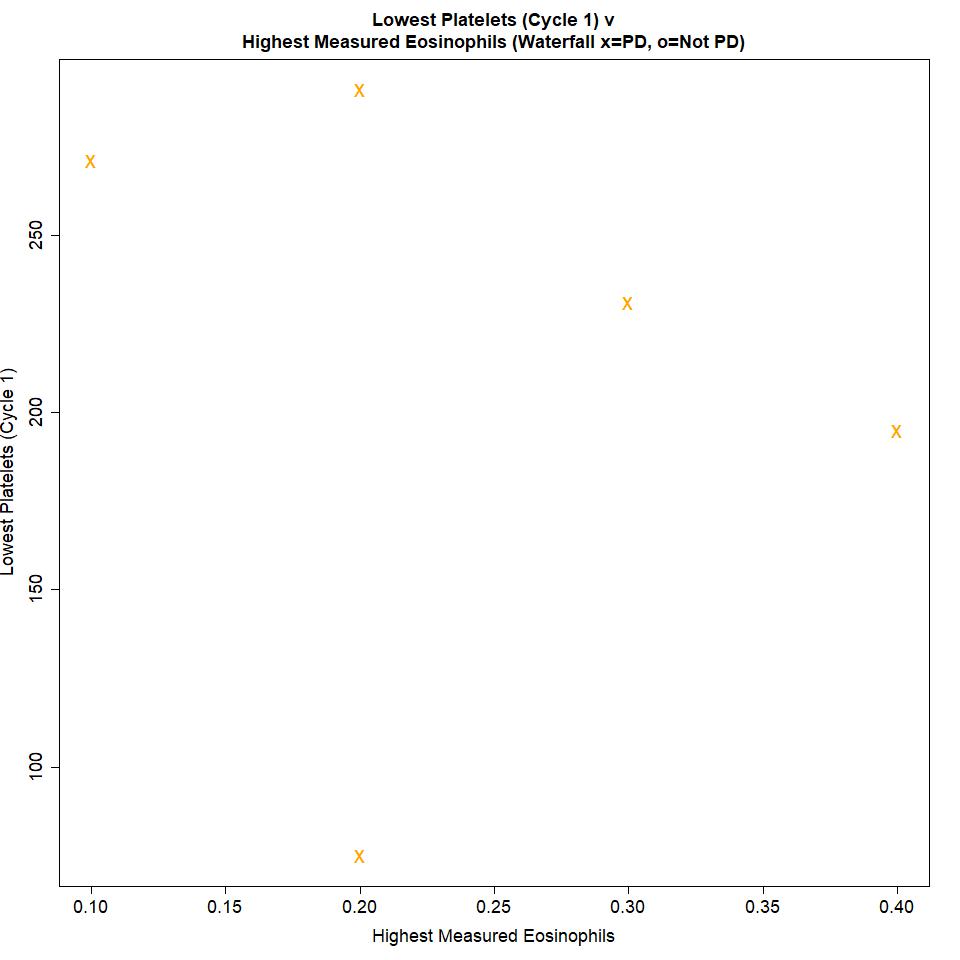 Lowest Platelets (Cycle 1) v
Highest Measured Eosinophils (Waterfall x=PD, o=Not PD)
X
X
250
X
200
X
Lowest Platelets (Cycle 1)
150
100
X
0.10 0.15 0.20 0.25 0.30 0.35 0.40
Highest Measured Eosinophils